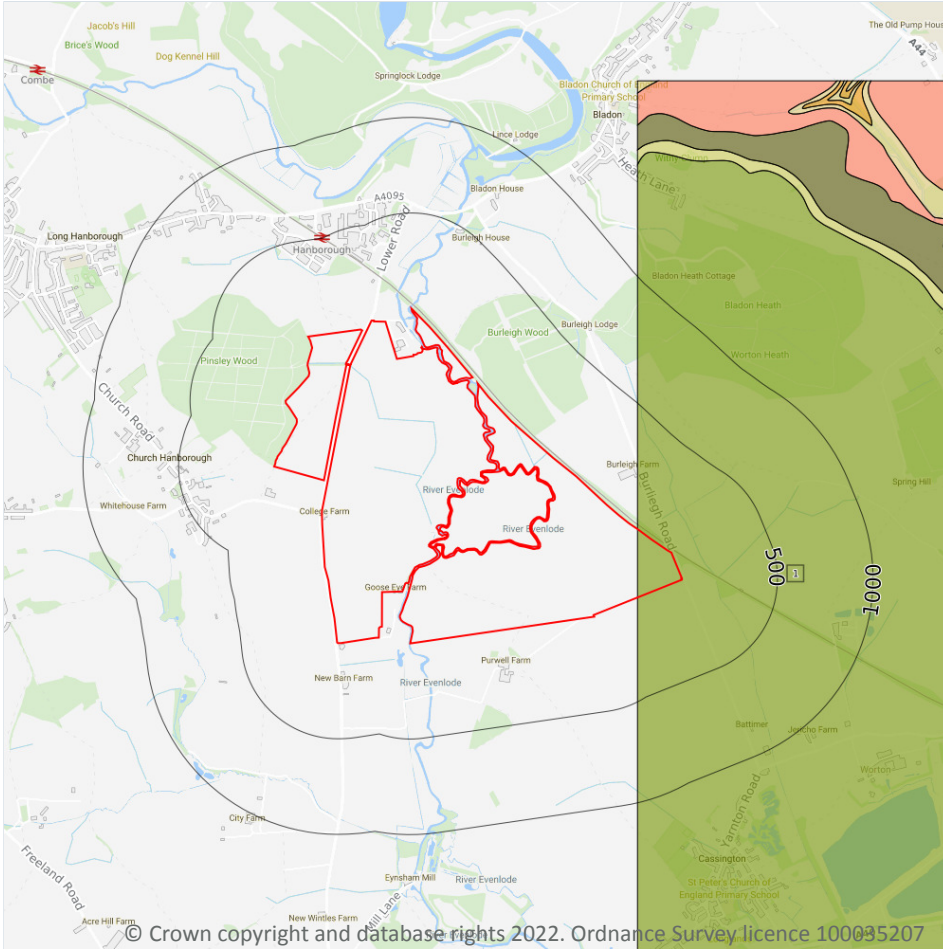 Jacob's Hill
The Old Pump Hous
Brice's Wood
A44
Dog Kennel Hill
Combe
Springlock Lodge
Bladon Church of England
Primary School
Bladon
Lince Lodge
Heath Lane
Bladon House
A4095
Long Hanborough
Hanborough
Lower Road
Burleigh House
Bladon Heath Cottage
Bladon Heath
Burleigh Wood
Burleigh Lodge
Pinsley Wood
Worton Heath
Church Road
Church Hanborough
Burleigh Farm
Spring Hill
River Evenlode
Burliegh Road
Whitehouse Farm
College Farm
River Evenlode
500
1
1000
Goose Eye Farm
Purwell Farm
New Barn Farm
River Evenlode
Battimer
Jericho Farm
Worton
Yarnton Road
City Farm
Freeland Road
Cassington
Eynsham Mill
River Evenlode
St Peter's Church of
England Primary School
Mill Lane
Acre Hill Farm
New Wintles Farm
© Crown copyright and database rights 2022. Ordnance Survey licence 100035207